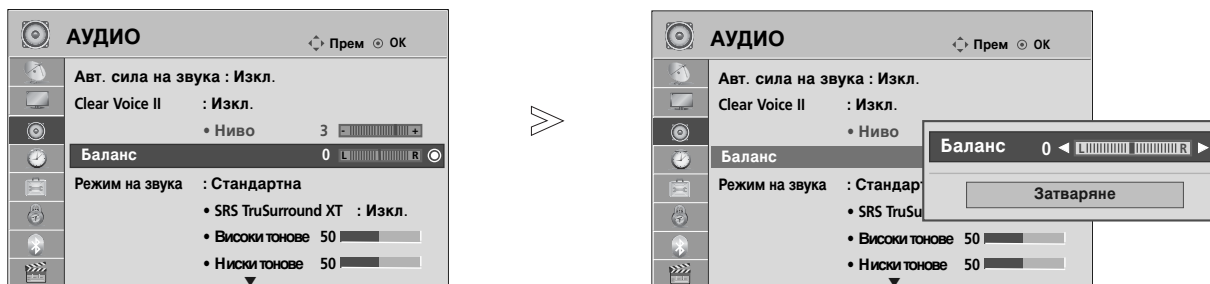 АУДИО Прем OK
Авт. сила на звука : Изкл.
Clear Voice II : Изкл.
• Ниво 3 - +
Баланс 0 L R
Режим на звука : Стандартна
• SRS TruSurround XT : Изкл.
• Високи тонове 50
• Ниски тонове 50
АУДИО Прем OK
Авт. сила на звука : Изкл.
Clear Voice II : Изкл.
• Ниво
Баланс
Режим на звука : Стандарт
• SRS TruSu
• Високи тонове 50
• Ниски тонове 50
Баланс 0 L R
Затваряне